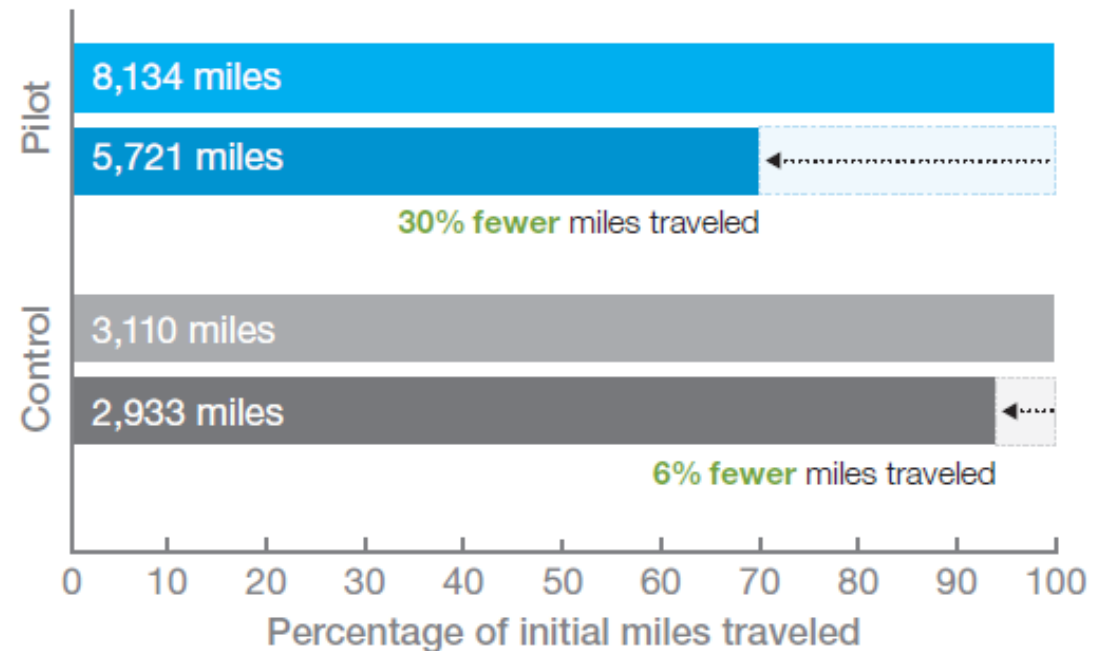 Pilot
8,134 miles
5,721 miles
30% fewer miles traveled
Control
3,110 miles
2,933 miles
6% fewer miles traveled
0 10 20 30 40 50 60 70 80 90 100
Percentage of initial miles traveled